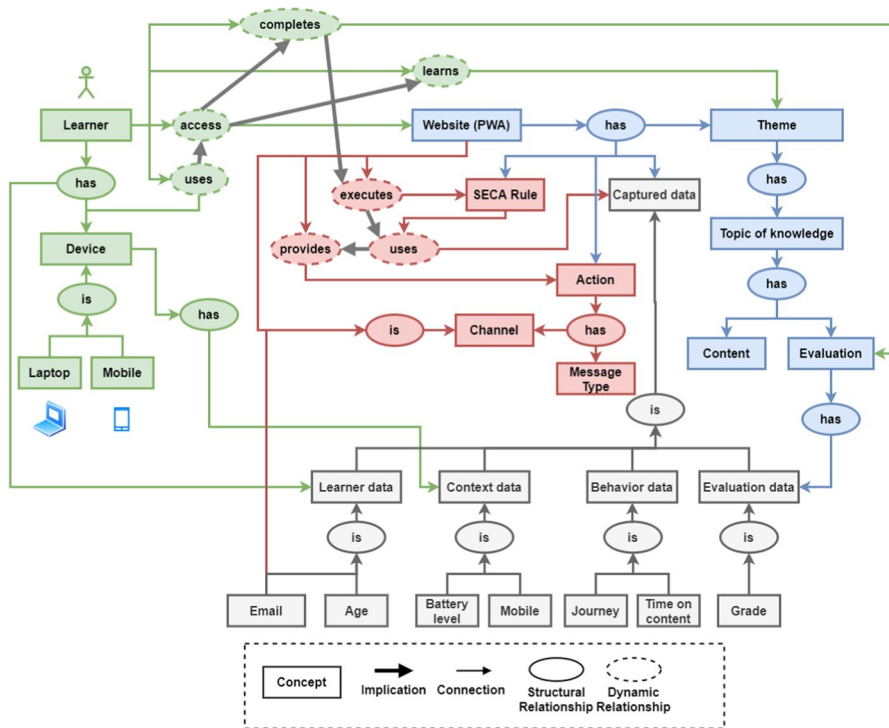 completes
learns
Learner
access
Website (PWA)
has
Theme
has
uses
executes
SECA Rule
Captured data
has
Device
provides
uses
Topic of knowledge
is
has
Action
has
is
Channel
has
Laptop
Mobile
Message
Type
Content
Evaluation
is
has
Learner data
Context data
Behavior data
Evaluation data
is
is
is
is
Email
Age
Battery
level
Mobile
Journey
Time on
content
Grade
Concept
Implication
Connection
Structural
Relationship
Dynamic
Relationship